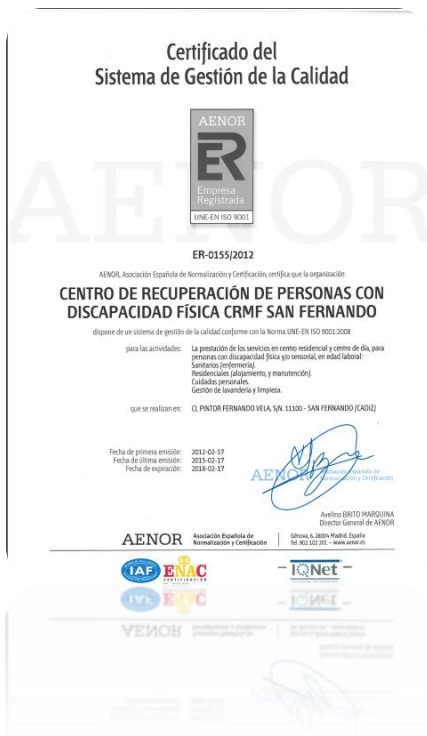 Certificado del
Sistema de Gestión de la Calidad
AENOR
ER
Empresa
Registrada
UNE-EN ISO 9001
AENOR
ER-0155/2012
AENOR, Asociación Española de Normalización y Certificación, certifica que la organización
CENTRO DE RECUPERACIÓN DE PERSONAS CON
DISCAPACIDAD FÍSICA CRMF SAN FERNANDO
dispone de un sistema de gestión de la calidad conforme con la Norma UNE-EN ISO 9001:2008
para las actividades: La prestación de los servicios en centro residencial y centro de día, para
personas con discapacidad física y/o sensorial, en edad laboral:
Sanitarios (enfermería).
Residenciales (alojamiento, y manutención).
Cuidados personales.
Gestión de lavandería y limpieza.
que se realizan en: CL PINTOR FERNANDO VELA, S/N. 11100 - SAN FERNANDO (CADIZ)
Fecha de primera emisión: 2012-02-17
Fecha de última emisión: 2015-02-17
Fecha de expiración: 2018-02-17
AENOR Asociación Española de
Normalización y Certificación
Avelino BRITO MARQUINA
Director General de AENOR
AENOR Asociación Española de Normalización y Certificación
Génova, 6. 28004 Madrid. España
Tel. 902 102 201 – www.aenor.es
IAF
ENAC
CERTIFICACIÓN
IQNet